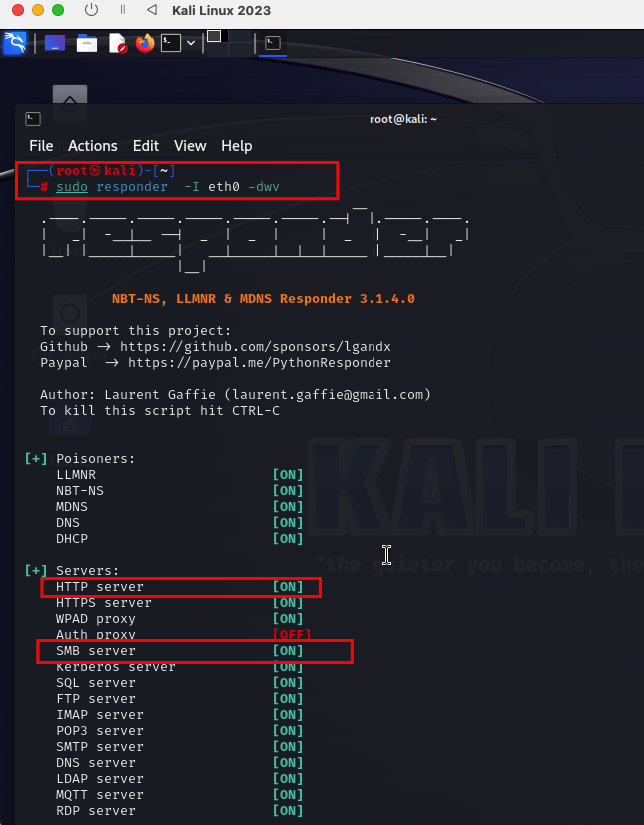 Kali Linux 2023
root@kali: ~
File Actions Edit View Help
┌──(root㉿kali)-[~]
└─# sudo responder -I eth0 -dwv
NBT-NS, LLMNR & MDNS Responder 3.1.4.0
To support this project:
Github → https://github.com/sponsors/lgandx
Paypal → https://paypal.me/PythonResponder
Author: Laurent Gaffie (laurent.gaffie@gmail.com)
To kill this script hit CTRL-C
[+] Poisoners:
LLMNR [ON]
NBT-NS [ON]
MDNS [ON]
DNS [ON]
DHCP [ON]
[+] Servers:
HTTP server [ON]
HTTPS server [ON]
WPAD proxy [ON]
Auth proxy [OFF]
SMB server [ON]
Kerberos server [ON]
SQL server [ON]
FTP server [ON]
IMAP server [ON]
POP3 server [ON]
SMTP server [ON]
DNS server [ON]
LDAP server [ON]
MQTT server [ON]
RDP server [ON]
KALI
"the quieter you become, the